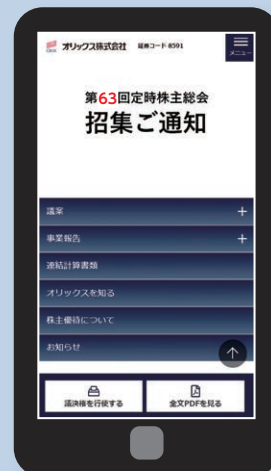 オリックス株式会社 証券コード 8591
メニュー
第63回定時株主総会
招集ご通知
議案
事業報告
連結計算書類
オリックスを知る
株主優待について
お知らせ
議決権を行使する
全文PDFを見る